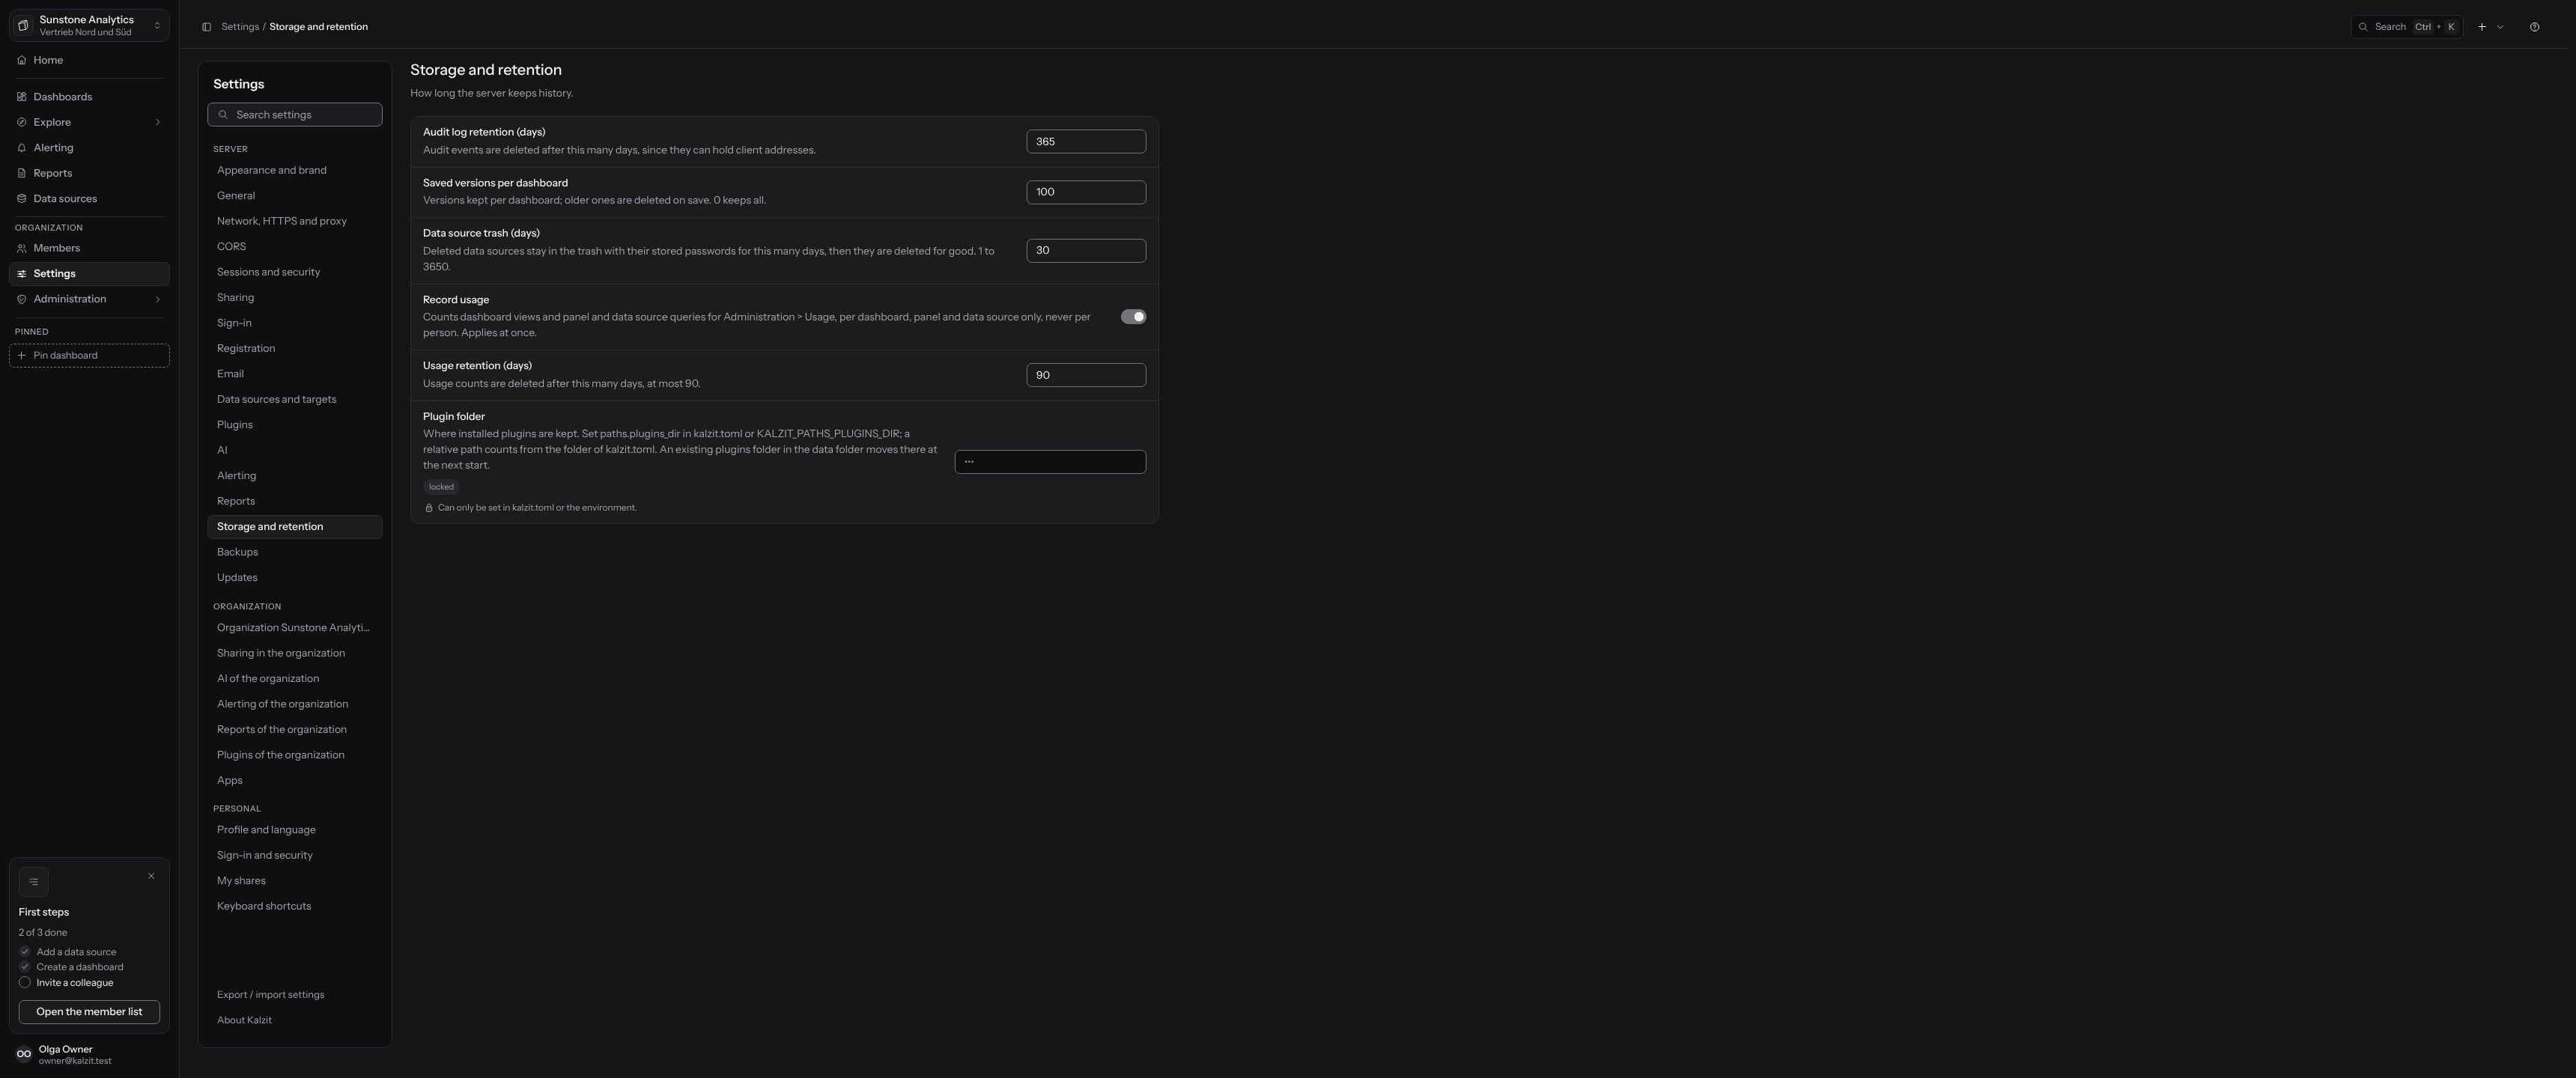 Sunstone Analytics
Vertrieb Nord und Süd
Home
Dashboards
Explore
Alerting
Reports
Data sources
ORGANIZATION
Members
Settings
Administration
PINNED
Pin dashboard
First steps
2 of 3 done
Add a data source
Create a dashboard
Invite a colleague
Open the member list
OO
Olga Owner
owner@kalzit.test
Settings / Storage and retention
Search Ctrl + K
Settings
Search settings
SERVER
Appearance and brand
General
Network, HTTPS and proxy
CORS
Sessions and security
Sharing
Sign-in
Registration
Email
Data sources and targets
Plugins
AI
Alerting
Reports
Storage and retention
Backups
Updates
ORGANIZATION
Organization Sunstone Analyti...
Sharing in the organization
AI of the organization
Alerting of the organization
Reports of the organization
Plugins of the organization
Apps
PERSONAL
Profile and language
Sign-in and security
My shares
Keyboard shortcuts
Export / import settings
About Kalzit
Storage and retention
How long the server keeps history.
Audit log retention (days)
Audit events are deleted after this many days, since they can hold client addresses.
365
Saved versions per dashboard
Versions kept per dashboard; older ones are deleted on save. 0 keeps all.
100
Data source trash (days)
Deleted data sources stay in the trash with their stored passwords for this many days, then they are deleted for good. 1 to
3650.
30
Record usage
Counts dashboard views and panel and data source queries for Administration > Usage, per dashboard, panel and data source only, never per
person. Applies at once.
Usage retention (days)
Usage counts are deleted after this many days, at most 90.
90
Plugin folder
Where installed plugins are kept. Set paths.plugins_dir in kalzit.toml or KALZIT_PATHS_PLUGINS_DIR; a
relative path counts from the folder of kalzit.toml. An existing plugins folder in the data folder moves there at
the next start.
---
locked
Can only be set in kalzit.toml or the environment.